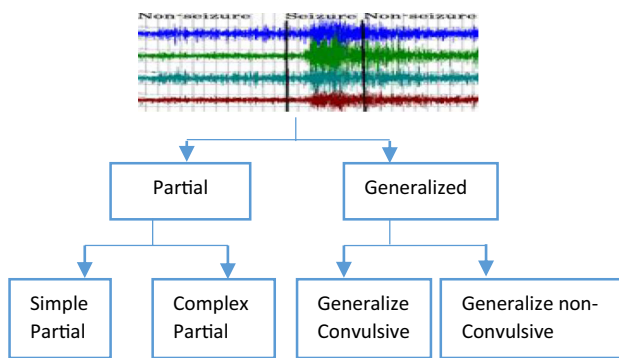 Non-seizure Seizure Non-seizure
Partial
Generalized
Simple
Partial
Complex
Partial
Generalize
Convulsive
Generalize non-
Convulsive